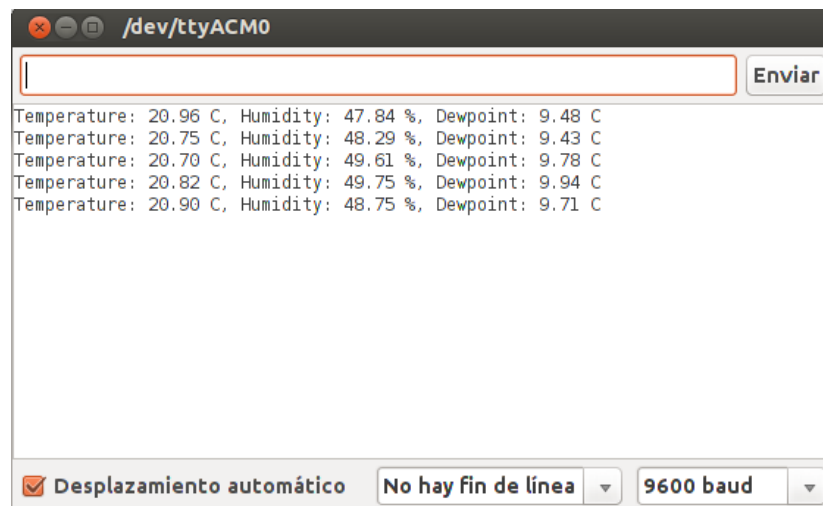 /dev/ttyACM0
Enviar
Temperature: 20.96 C, Humidity: 47.84 %, Dewpoint: 9.48 C
Temperature: 20.75 C, Humidity: 48.29 %, Dewpoint: 9.43 C
Temperature: 20.70 C, Humidity: 49.61 %, Dewpoint: 9.78 C
Temperature: 20.82 C, Humidity: 49.75 %, Dewpoint: 9.94 C
Temperature: 20.90 C, Humidity: 48.75 %, Dewpoint: 9.71 C
Desplazamiento automático No hay fin de línea 9600 baud